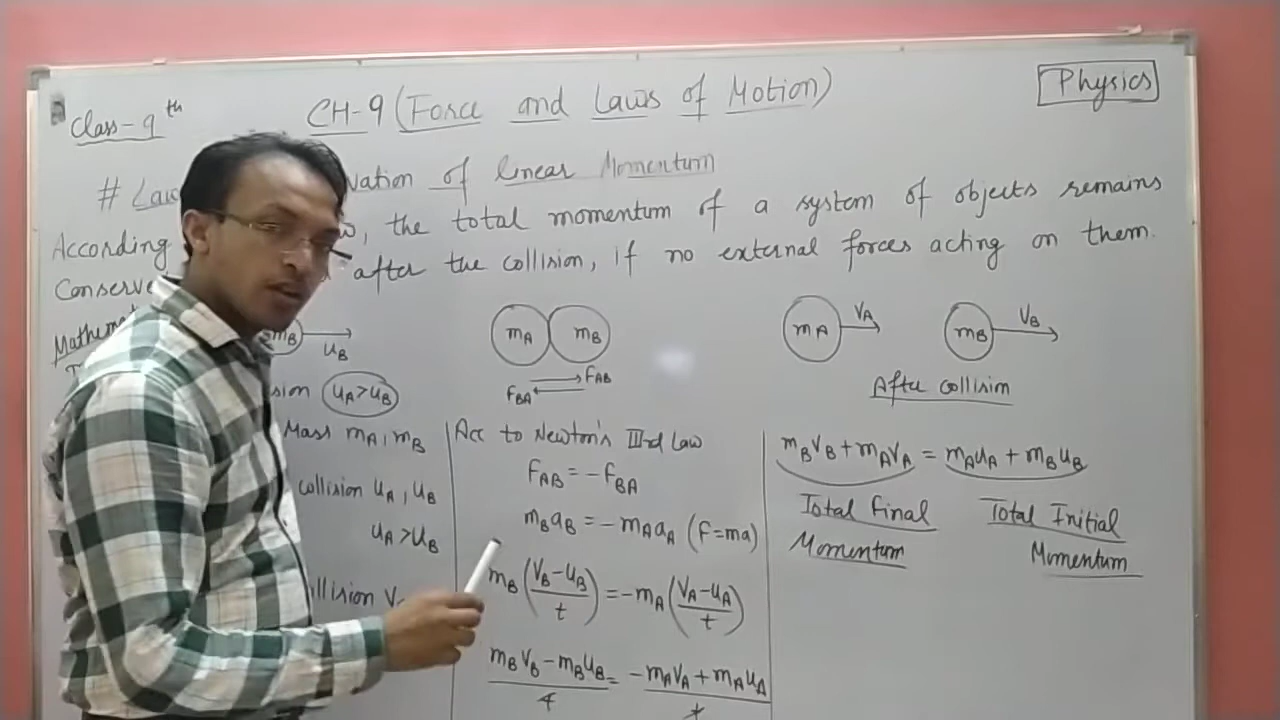 Class-9th
CH-9 (Force and Laws of Motion)
Physics
# Law vation of linear Momentum
According w, the total momentum of a system of objects remains
Conserve after the collision, if no external forces acting on them.
Mathema
mB uB
mA mB
FAB
FBA
mA VA mB VB
sion uA>uB
After collision
Mass mA, mB
collision uA, uB
uA>uB
ollision V
Acc to Newton's IIIrd Law
FAB = -FBA
mBaB = -mAaA (F=ma)
mB(VB-uB/t) = -mA(VA-uA/t)
mBVB-mBuB/t = -mAVA+mAuA/t
mBVB+mAVA = mAuA+mBuB
Total final Total Initial
Momentum Momentum